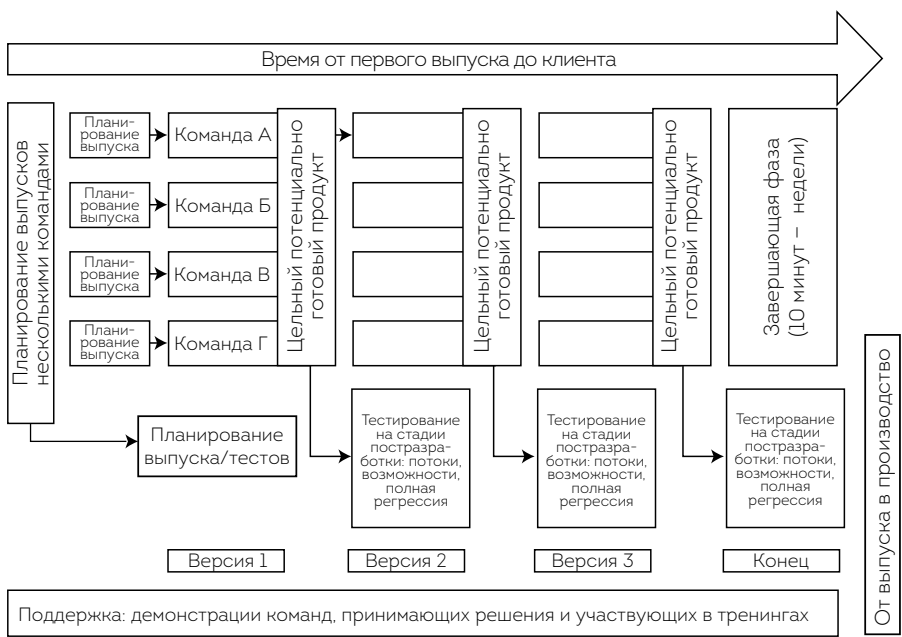 Время от первого выпуска до клиента
Планирование выпусков
несколькими командами
Плани-
рование
выпуска
Команда А
Плани-
рование
выпуска
Команда Б
Плани-
рование
выпуска
Команда В
Плани-
рование
выпуска
Команда Г
Цельный потенциально
готовый продукт
Цельный потенциально
готовый продукт
Цельный потенциально
готовый продукт
Завершающая фаза
(10 минут – недели)
Планирование
выпуска/тестов
Тестирование
на стадии
постразра-
ботки: потоки,
возможности,
полная
регрессия
Тестирование
на стадии
постразра-
ботки: потоки,
возможности,
полная
регрессия
Тестирование
на стадии
постразра-
ботки: потоки,
возможности,
полная
регрессия
Версия 1
Версия 2
Версия 3
Конец
Поддержка: демонстрации команд, принимающих решения и участвующих в тренингах
От выпуска в производство